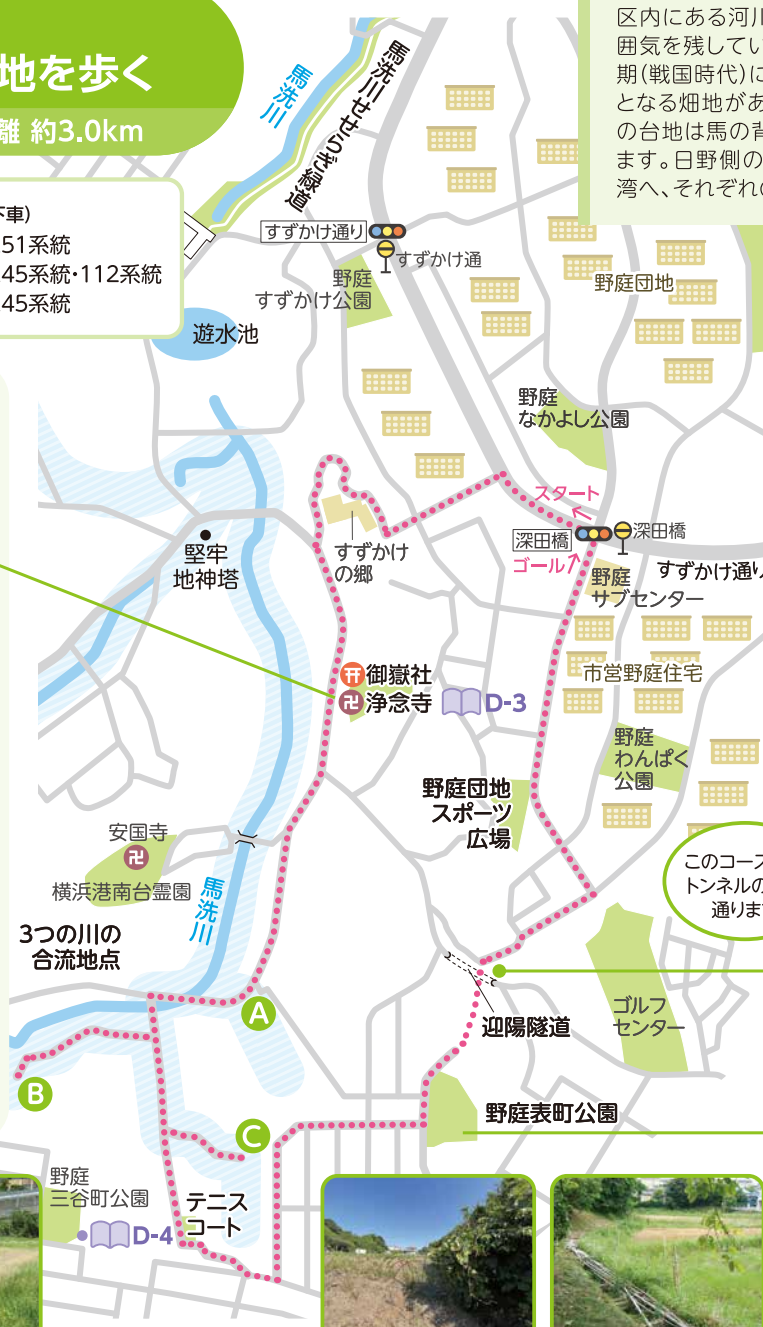 地を歩く
離 約3.0km
下車)
51系統
45系統・112系統
45系統
区内にある河川
囲気を残してい
期(戦国時代)に
となる畑地があ
の台地は馬の背
ます。日野側の
湾へ、それぞれの
馬洗川
馬洗川せせらぎ緑道
すずかけ通り
すずかけ通
野庭
すずかけ公園
野庭団地
遊水池
野庭
なかよし公園
スタート
深田橋
深田橋
ゴール
すずかけ通り
野庭
サブセンター
堅牢
地神塔
すずかけ
の郷
市営野庭住宅
御嶽社
卍 浄念寺 D-3
野庭
わんぱく
公園
野庭団地
スポーツ
広場
安国寺
卍
横浜港南台霊園
馬洗川
このコース
トンネルの
通りま
3つの川の
合流地点
A
迎陽隧道
ゴルフ
センター
B
野庭表町公園
C
野庭
三谷町公園
D-4
テニス
コート